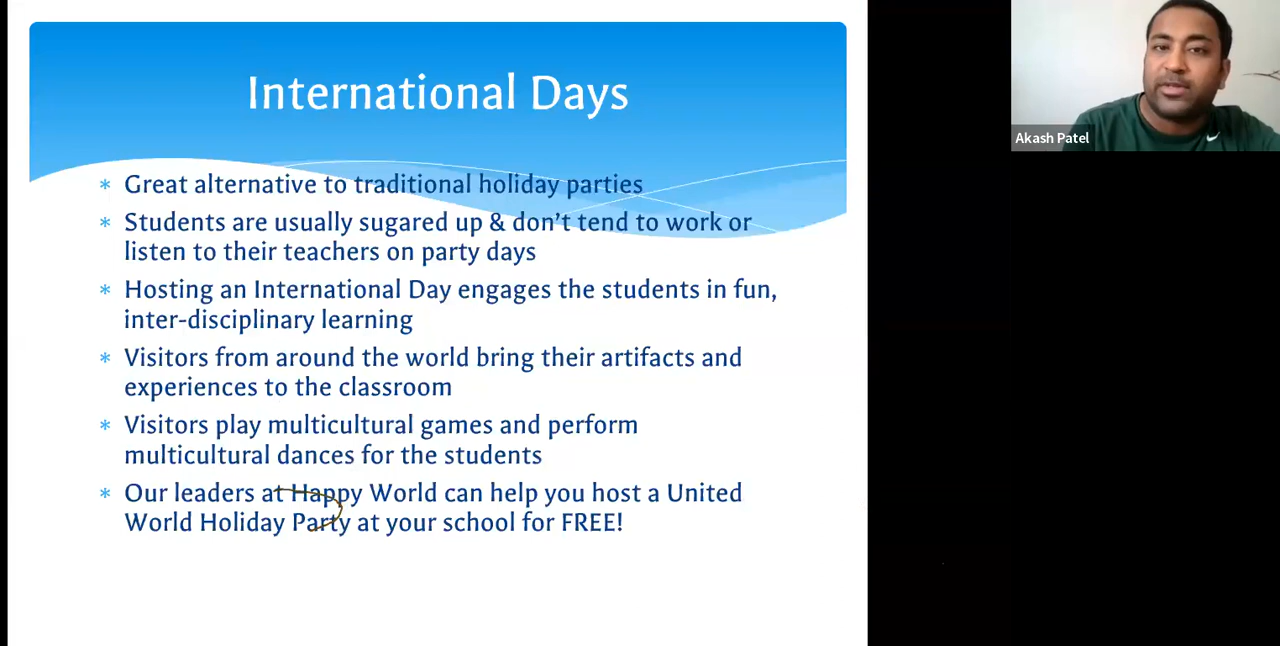 International Days
* Great alternative to traditional holiday parties
* Students are usually sugared up & don't tend to work or
listen to their teachers on party days
* Hosting an International Day engages the students in fun,
inter-disciplinary learning
* Visitors from around the world bring their artifacts and
experiences to the classroom
* Visitors play multicultural games and perform
multicultural dances for the students
* Our leaders at Happy World can help you host a United
World Holiday Party at your school for FREE!
Akash Patel